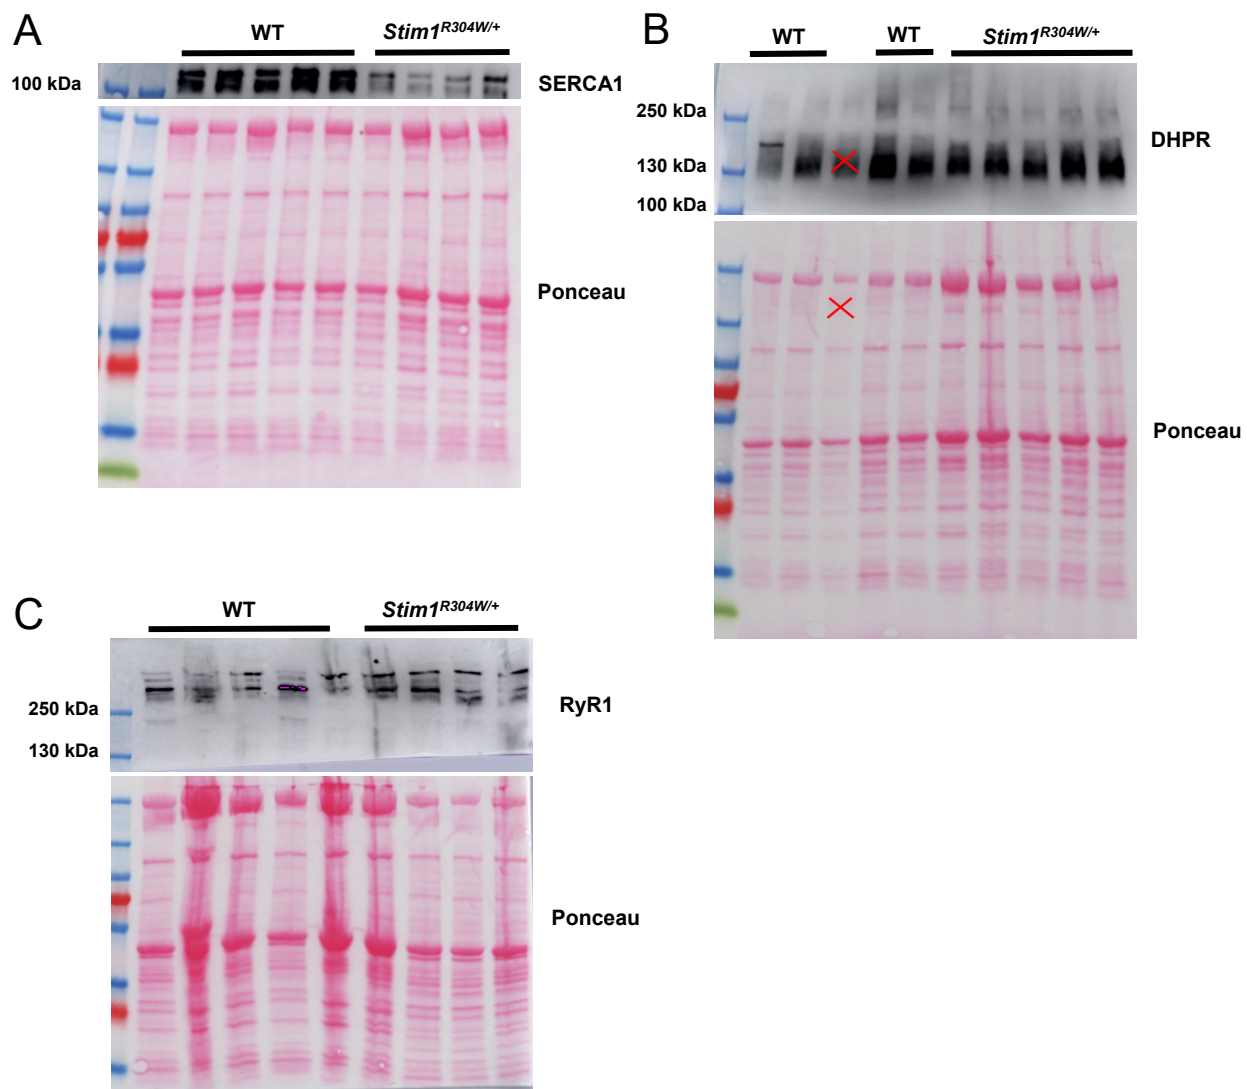 A
WT
Stim1R304W/+
100 kDa
SERCA1
Ponceau
B
WT
WT
Stim1R304W/+
250 kDa
130 kDa
100 kDa
DHPR
Ponceau
C
WT
Stim1R304W/+
250 kDa
130 kDa
RyR1
Ponceau